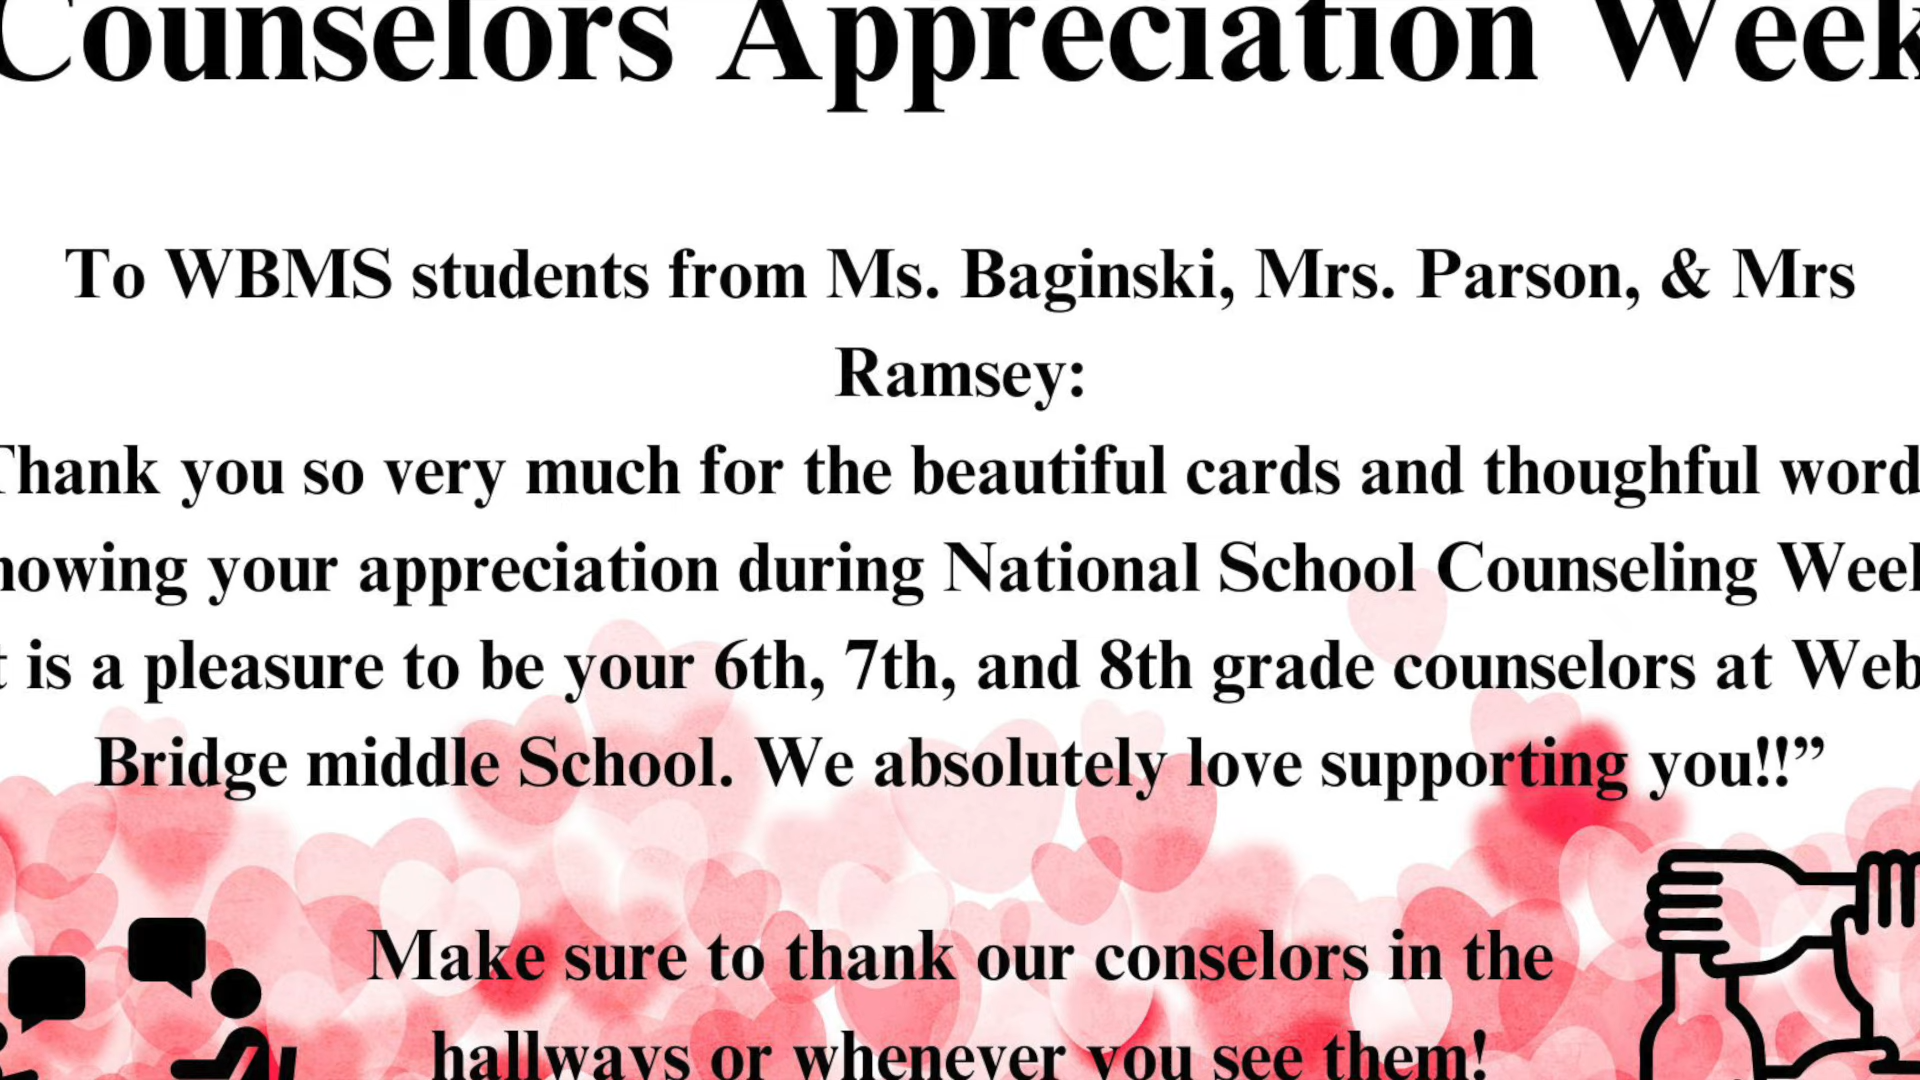 Counselors Appreciation Week
To WBMS students from Ms. Baginski, Mrs. Parson, & Mrs
Ramsey:
Thank you so very much for the beautiful cards and thoughtful word
howing your appreciation during National School Counseling Week
t is a pleasure to be your 6th, 7th, and 8th grade counselors at Web
Bridge middle School. We absolutely love supporting you!!”
Make sure to thank our conselors in the
hallways or whenever you see them!